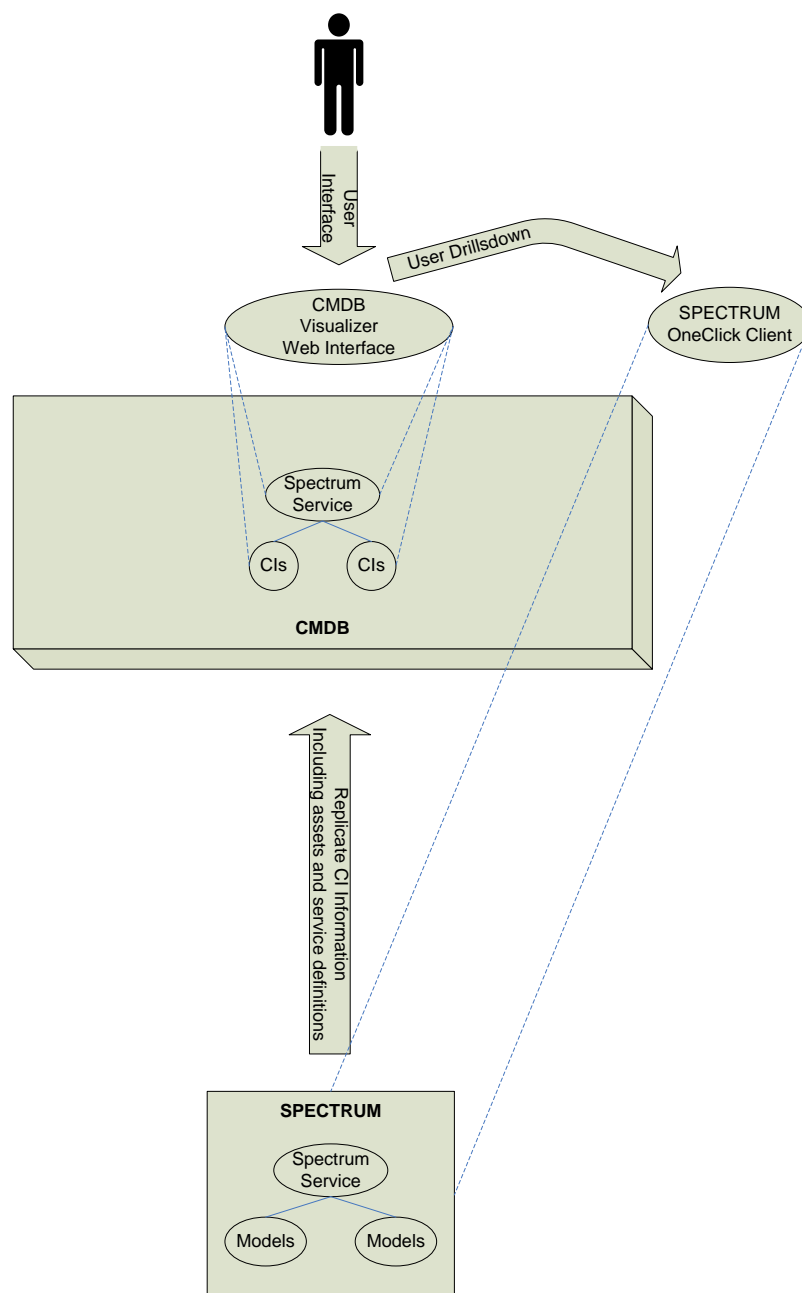 User
Interface
User Drillsdown
CMDB
Visualizer
Web Interface
SPECTRUM
OneClick Client
Spectrum
Service
CIs
CIs
CMDB
Replicate CI Information
Including assets and service definitions
SPECTRUM
Spectrum
Service
Models
Models